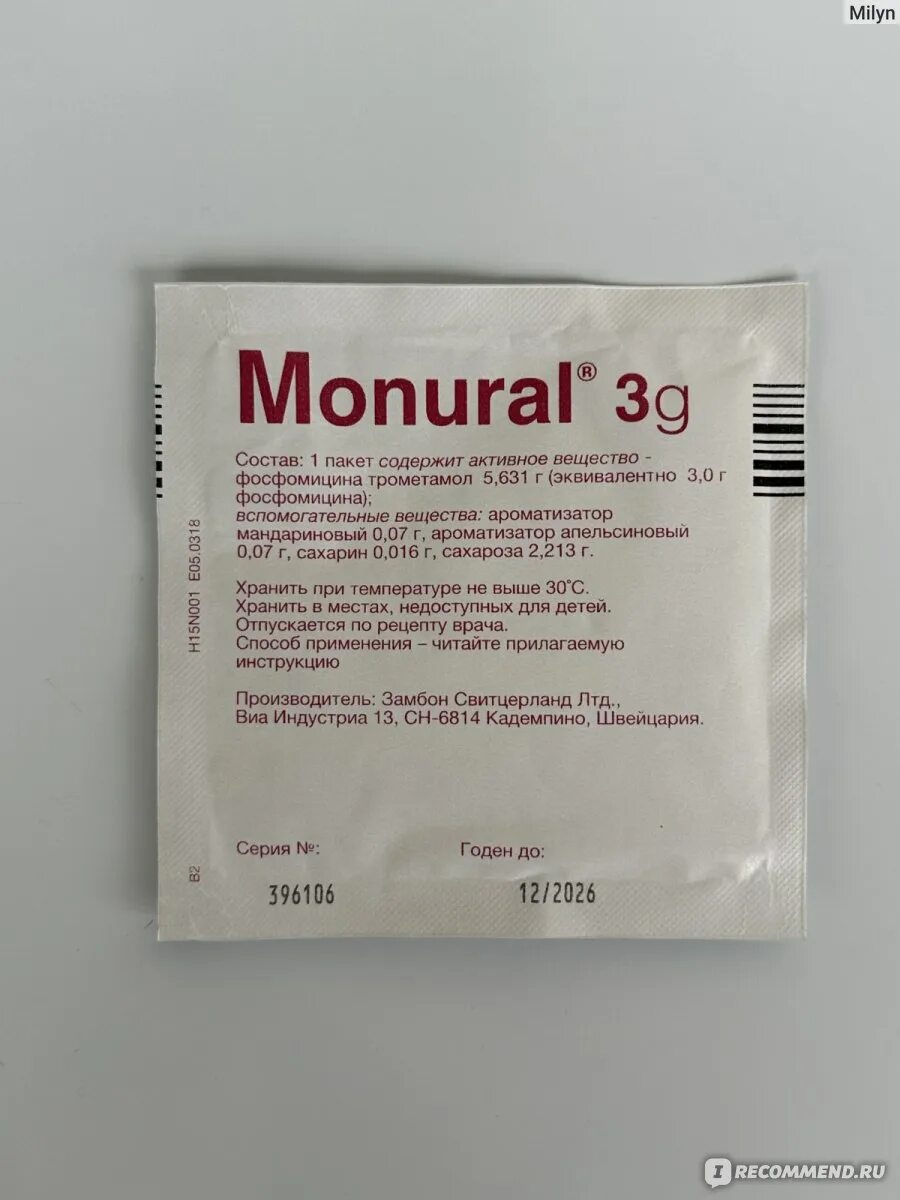 Milyn
Monural® 3g
Состав: 1 пакет содержит активное вещество -
фосфомицина трометамол 5,631 г (эквивалентно 3,0 г
фосфомицина);
вспомогательные вещества: ароматизатор
мандариновый 0,07 г, ароматизатор апельсиновый
0,07 г, сахарин 0,016 г, сахароза 2,213 г.
Хранить при температуре не выше 30°C.
Хранить в местах, недоступных для детей.
Отпускается по рецепту врача.
Способ применения – читайте прилагаемую
инструкцию
Производитель: Замбон Свитцерланд Лтд.,
Виа Индустриа 13, CH-6814 Кадемпино, Швейцария.
H15N001 E05.0318
B2
Серия №: Годен до:
396106 12/2026
IRECOMMEND.RU